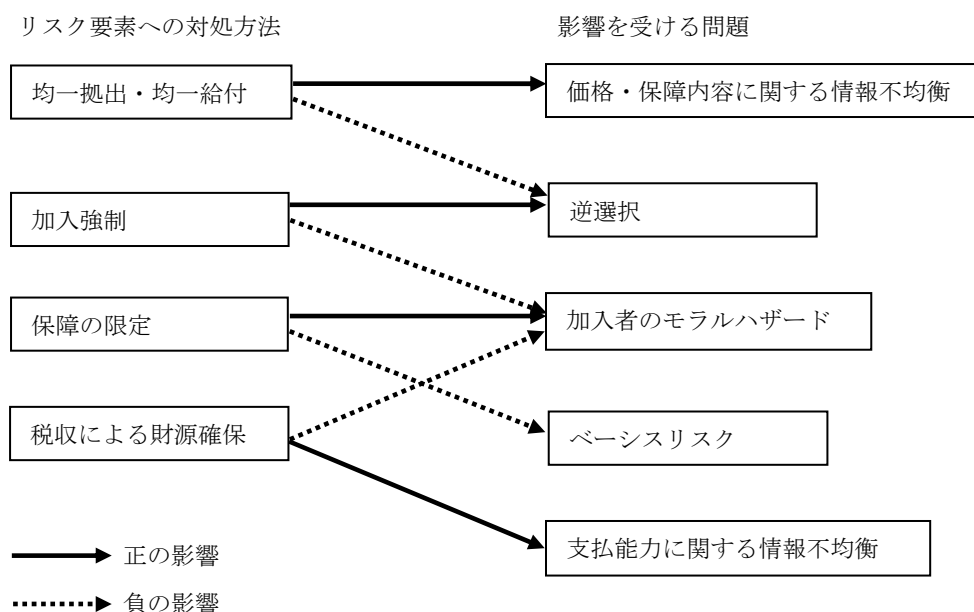 リスク要素への対処方法
影響を受ける問題
均一拠出・均一給付
価格・保障内容に関する情報不均衡
加入強制
逆選択
保障の限定
加入者のモラルハザード
税収による財源確保
ベーシスリスク
支払能力に関する情報不均衡
正の影響
負の影響